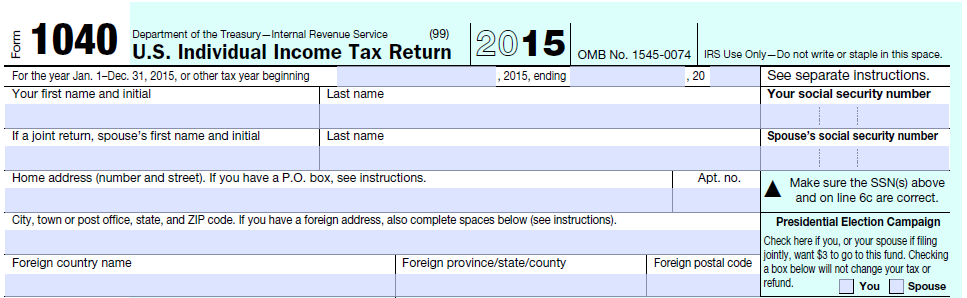 Form 1040 Department of the Treasury—Internal Revenue Service (99)
U.S. Individual Income Tax Return 2015 OMB No. 1545-0074 IRS Use Only—Do not write or staple in this space.
For the year Jan. 1–Dec. 31, 2015, or other tax year beginning , 2015, ending , 20 See separate instructions.
Your first name and initial Last name Your social security number
If a joint return, spouse's first name and initial Last name Spouse's social security number
Home address (number and street). If you have a P.O. box, see instructions. Apt. no.
▲ Make sure the SSN(s) above
and on line 6c are correct.
City, town or post office, state, and ZIP code. If you have a foreign address, also complete spaces below (see instructions).
Foreign country name Foreign province/state/county Foreign postal code
Presidential Election Campaign
Check here if you, or your spouse if filing
jointly, want $3 to go to this fund. Checking
a box below will not change your tax or
refund. You Spouse